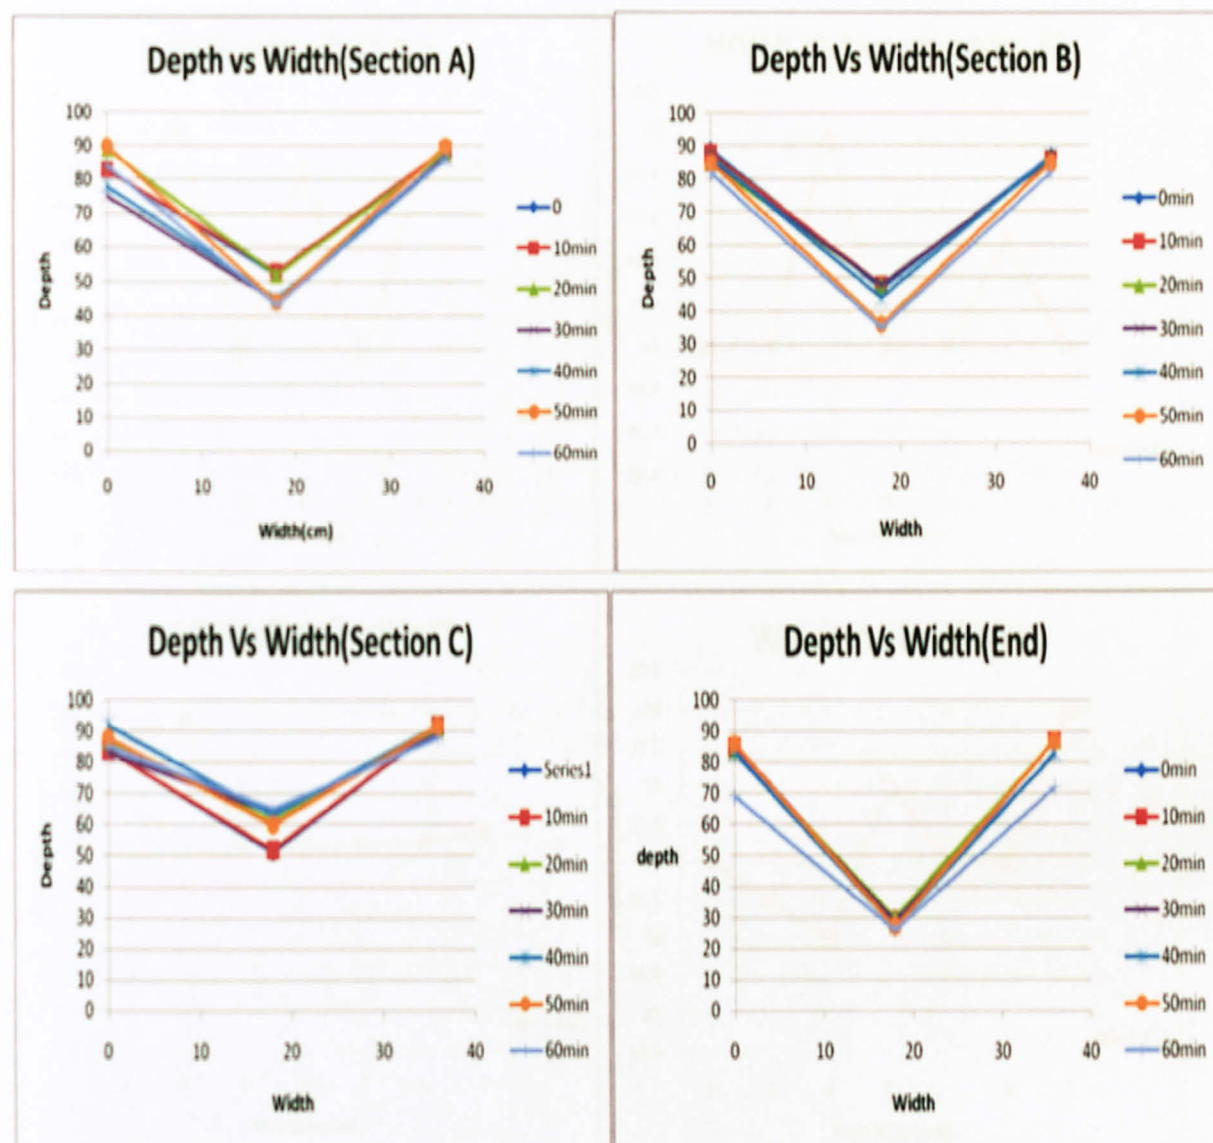 Depth vs Width(Section A)
100
90
80
70
60
50
40
30
20
10
0
Depth
0
10
20
30
40
Width(cm)
0
10min
20min
30min
40min
50min
60min
Depth Vs Width(Section B)
100
90
80
70
60
50
40
30
20
10
0
Depth
0
10
20
30
40
Width
0min
10min
20min
30min
40min
50min
60min
Depth Vs Width(Section C)
100
90
80
70
60
50
40
30
20
10
0
Depth
0
10
20
30
40
Width
Series1
10min
20min
30min
40min
50min
60min
Depth Vs Width(End)
100
90
80
70
60
50
40
30
20
10
0
depth
0
10
20
30
40
Width
0min
10min
20min
30min
40min
50min
60min